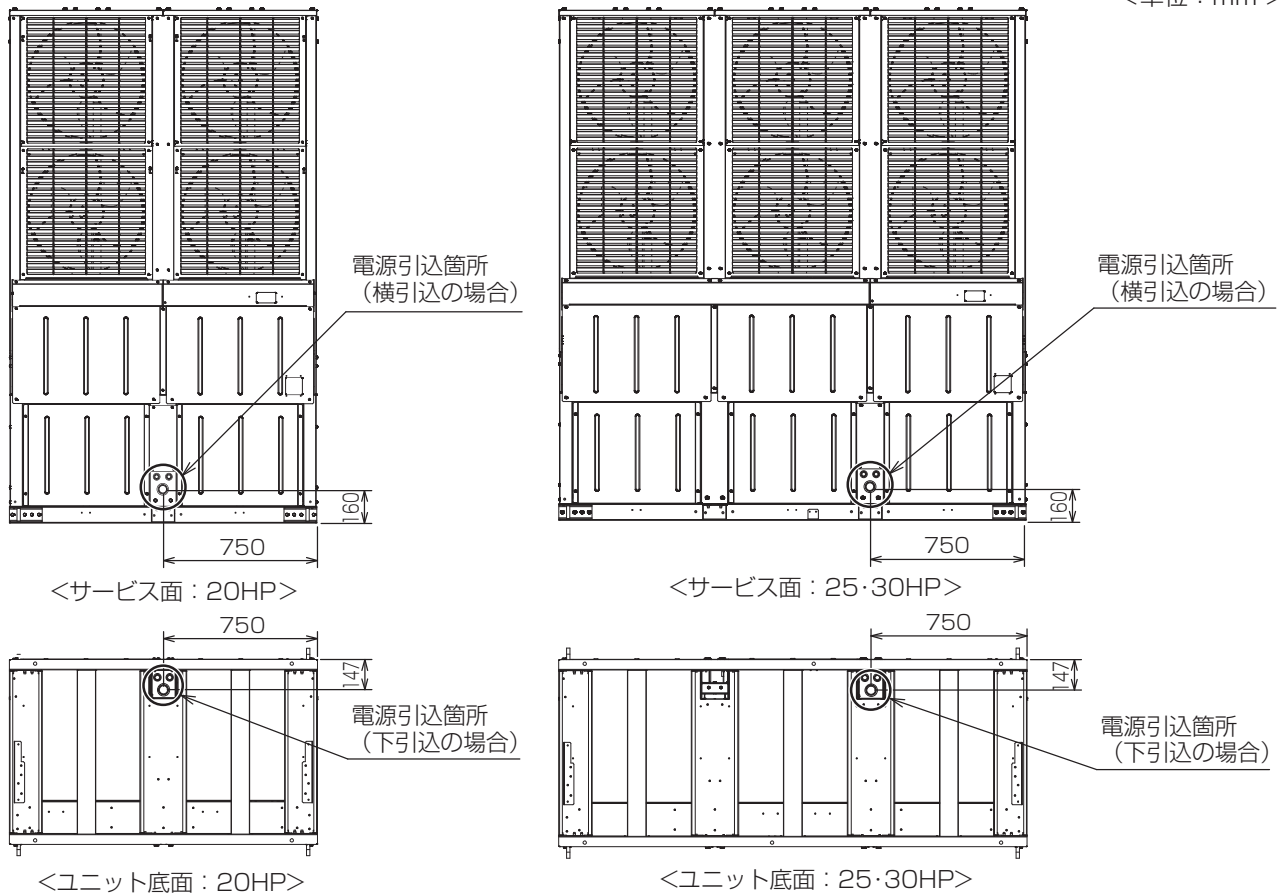 <単位：mm>
電源引込箇所
（横引込の場合）
160
750
<サービス面：20HP>
電源引込箇所
（横引込の場合）
160
750
<サービス面：25･30HP>
750
147
電源引込箇所
（下引込の場合）
<ユニット底面：20HP>
750
147
電源引込箇所
（下引込の場合）
<ユニット底面：25･30HP>